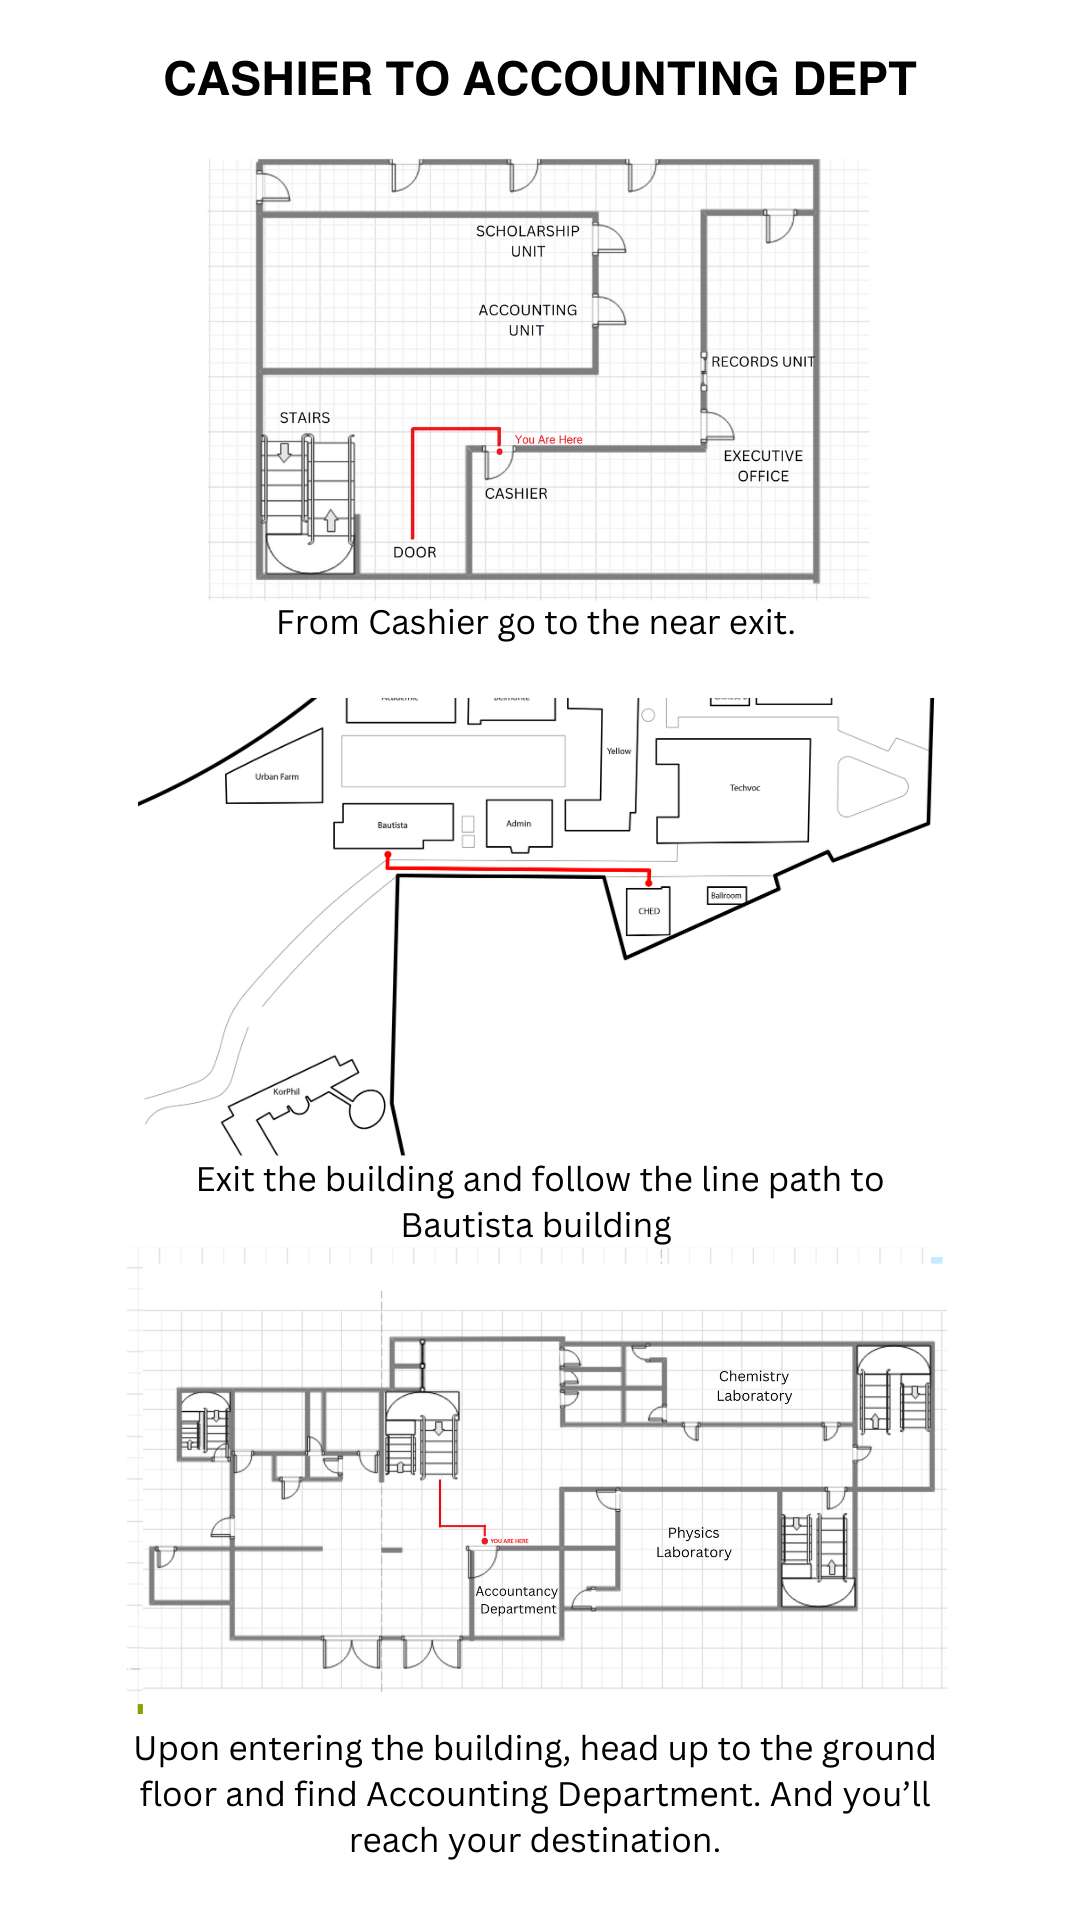 CASHIER TO ACCOUNTING DEPT
SCHOLARSHIP
UNIT
ACCOUNTING
UNIT
RECORDS UNIT
STAIRS
You Are Here
EXECUTIVE
OFFICE
CASHIER
DOOR
From Cashier go to the near exit.
Yellow
Urban Farm
Techvoc
Bautista
Admin
Ballroom
CHED
KorPhil
Exit the building and follow the line path to
Bautista building
Chemistry
Laboratory
Physics
Laboratory
YOU ARE HERE
Accountancy
Department
Upon entering the building, head up to the ground
floor and find Accounting Department. And you’ll
reach your destination.